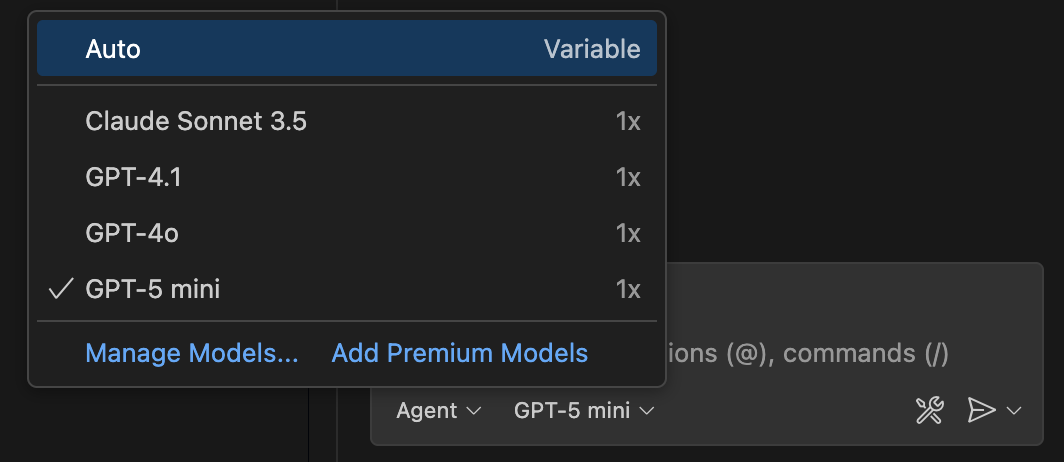 Auto Variable
Claude Sonnet 3.5 1x
GPT-4.1 1x
GPT-4o 1x
GPT-5 mini 1x
Manage Models... Add Premium Models
ions (@), commands (/)
Agent GPT-5 mini